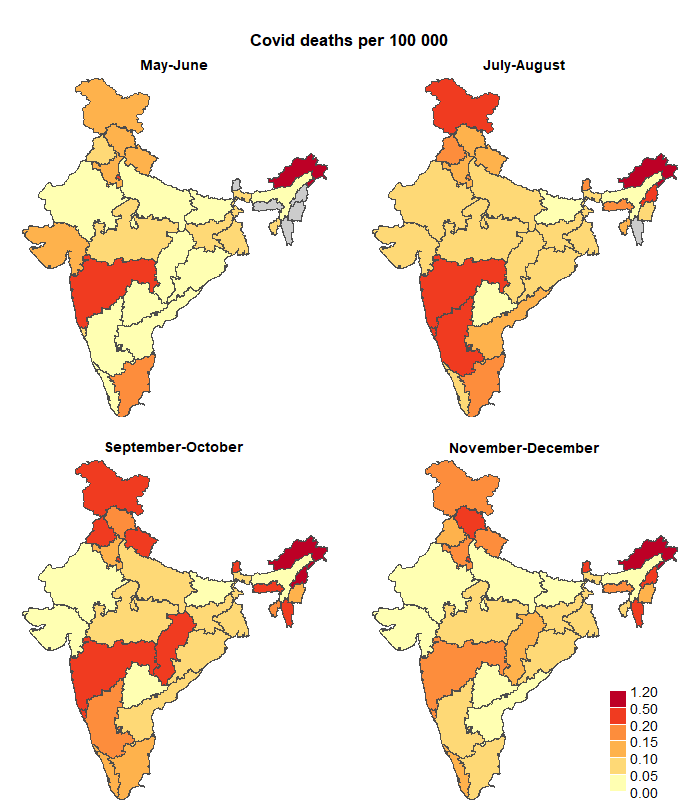 Covid deaths per 100 000
May-June
July-August
September-October
November-December
1.20
0.50
0.20
0.15
0.10
0.05
0.00